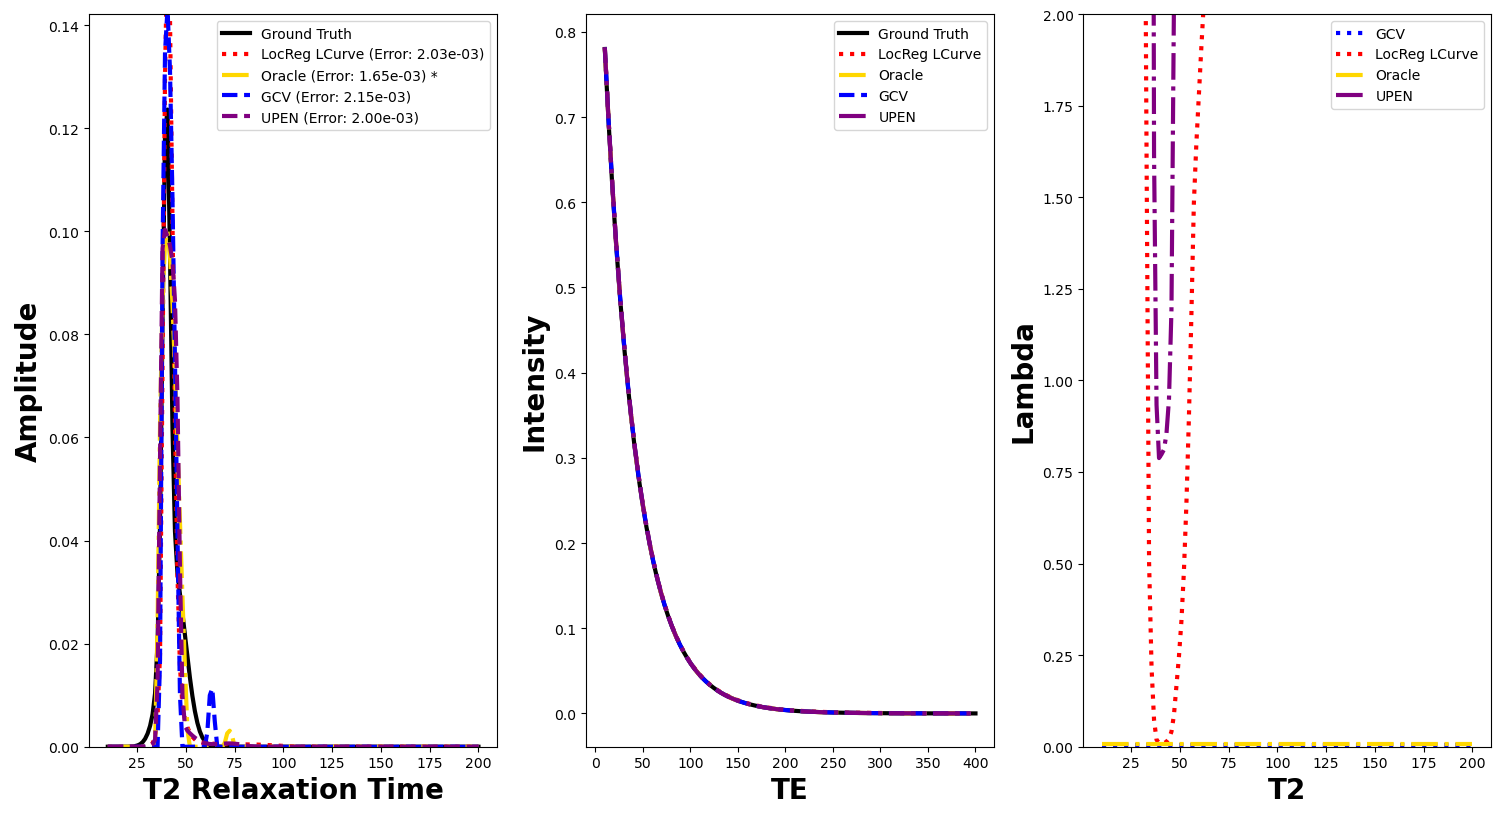 Amplitude
0.14
0.12
0.10
0.08
0.06
0.04
0.02
0.00
Ground Truth
LocReg LCurve (Error: 2.03e-03)
Oracle (Error: 1.65e-03) *
GCV (Error: 2.15e-03)
UPEN (Error: 2.00e-03)
25 50 75 100 125 150 175 200
T2 Relaxation Time
Intensity
0.8
0.7
0.6
0.5
0.4
0.3
0.2
0.1
0.0
Ground Truth
LocReg LCurve
Oracle
GCV
UPEN
0 50 100 150 200 250 300 350 400
TE
Lambda
2.00
1.75
1.50
1.25
1.00
0.75
0.50
0.25
0.00
GCV
LocReg LCurve
Oracle
UPEN
25 50 75 100 125 150 175 200
T2